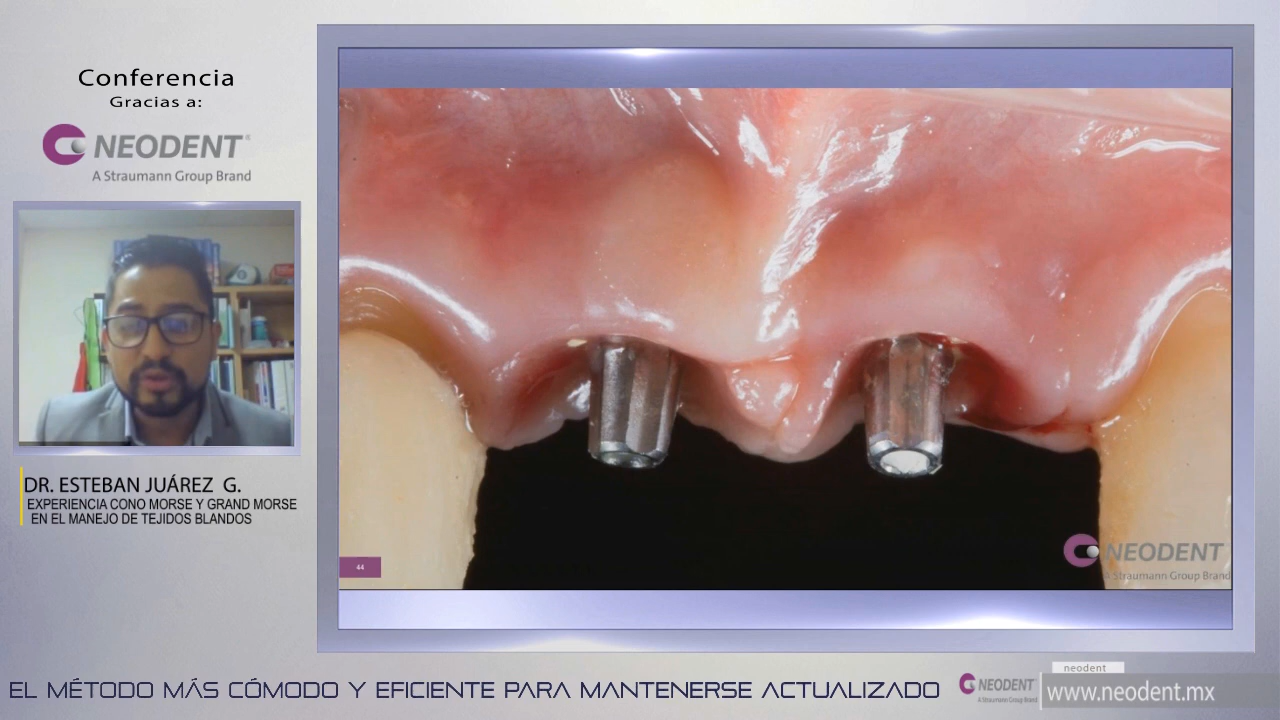 Conferencia
Gracias a:
NEODENT®
A Straumann Group Brand
DR. ESTEBAN JUÁREZ G.
EXPERIENCIA CONO MORSE Y GRAND MORSE
EN EL MANEJO DE TEJIDOS BLANDOS
44
NEODENT
A Straumann Group Brand
EL MÉTODO MÁS CÓMODO Y EFICIENTE PARA MANTENERSE ACTUALIZADO
NEODENT
A Straumann Group Brand
neodent
www.neodent.mx